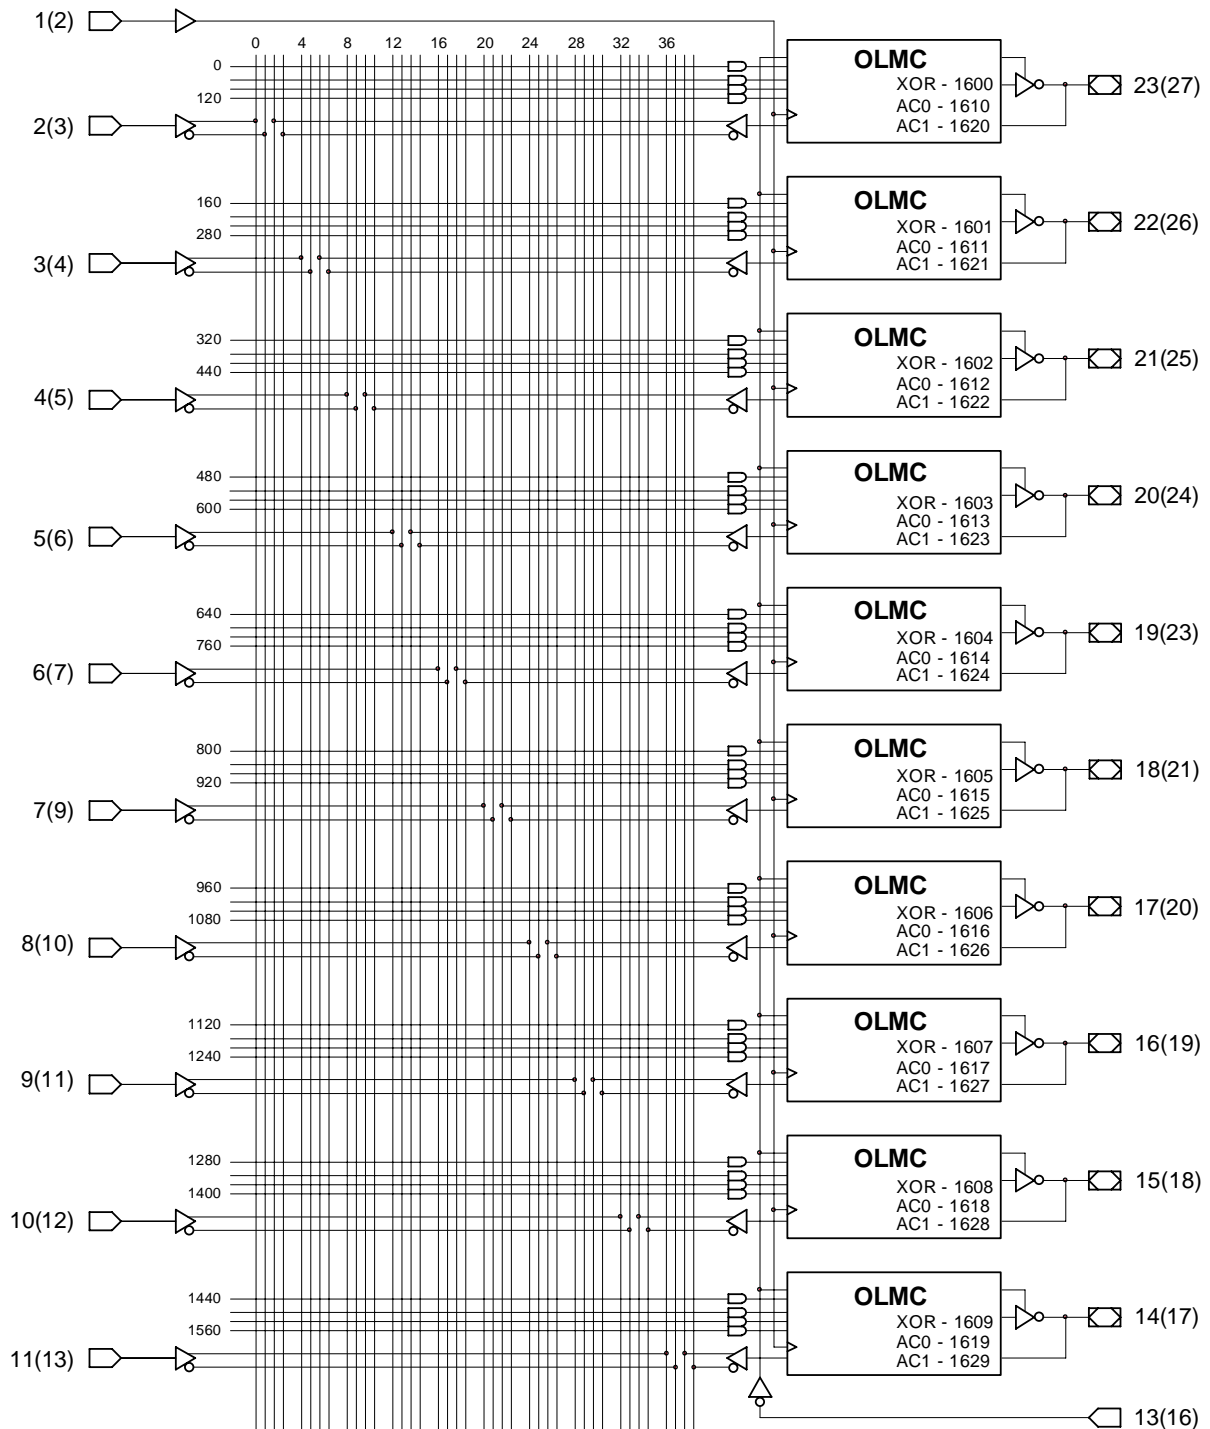 1(2)
0 4 8 12 16 20 24 28 32 36
0
120
2(3)
OLMC
XOR - 1600
AC0 - 1610
AC1 - 1620
23(27)
160
280
3(4)
OLMC
XOR - 1601
AC0 - 1611
AC1 - 1621
22(26)
320
440
4(5)
OLMC
XOR - 1602
AC0 - 1612
AC1 - 1622
21(25)
480
600
5(6)
OLMC
XOR - 1603
AC0 - 1613
AC1 - 1623
20(24)
640
760
6(7)
OLMC
XOR - 1604
AC0 - 1614
AC1 - 1624
19(23)
800
920
7(9)
OLMC
XOR - 1605
AC0 - 1615
AC1 - 1625
18(21)
960
1080
8(10)
OLMC
XOR - 1606
AC0 - 1616
AC1 - 1626
17(20)
1120
1240
9(11)
OLMC
XOR - 1607
AC0 - 1617
AC1 - 1627
16(19)
1280
1400
10(12)
OLMC
XOR - 1608
AC0 - 1618
AC1 - 1628
15(18)
1440
1560
11(13)
OLMC
XOR - 1609
AC0 - 1619
AC1 - 1629
14(17)
13(16)